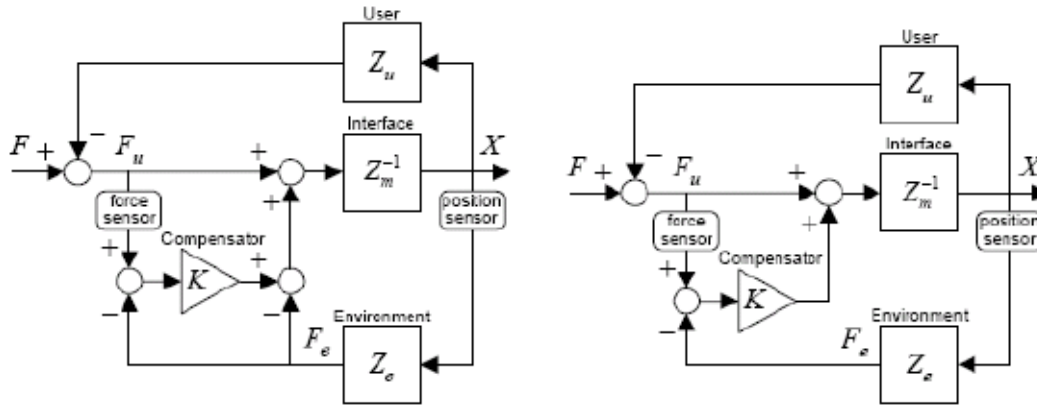 User
Z_u
Interface
F + − F_u + Z_m^{-1} X
+
force sensor
position sensor
+ Compensator
K + 
− −
Environment
F_e Z_e
User
Z_u
Interface
F + − F_u + Z_m^{-1} X
+
force sensor
position sensor
+ Compensator
K
−
Environment
F_e Z_e